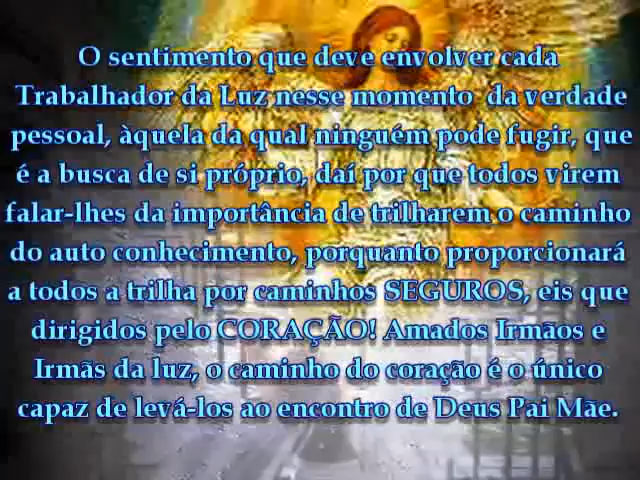 O sentimento que deve envolver cada
Trabalhador da Luz nesse momento da verdade
pessoal, àquela da qual ninguém pode fugir, que
é a busca de si próprio, daí por que todos virem
falar-lhes da importância de trilharem o caminho
do auto conhecimento, porquanto proporcionará
a todos a trilha por caminhos SEGUROS, eis que
dirigidos pelo CORAÇÃO! Amados Irmãos e
Irmãs da luz, o caminho do coração é o único
capaz de levá-los ao encontro de Deus Pai Mãe.